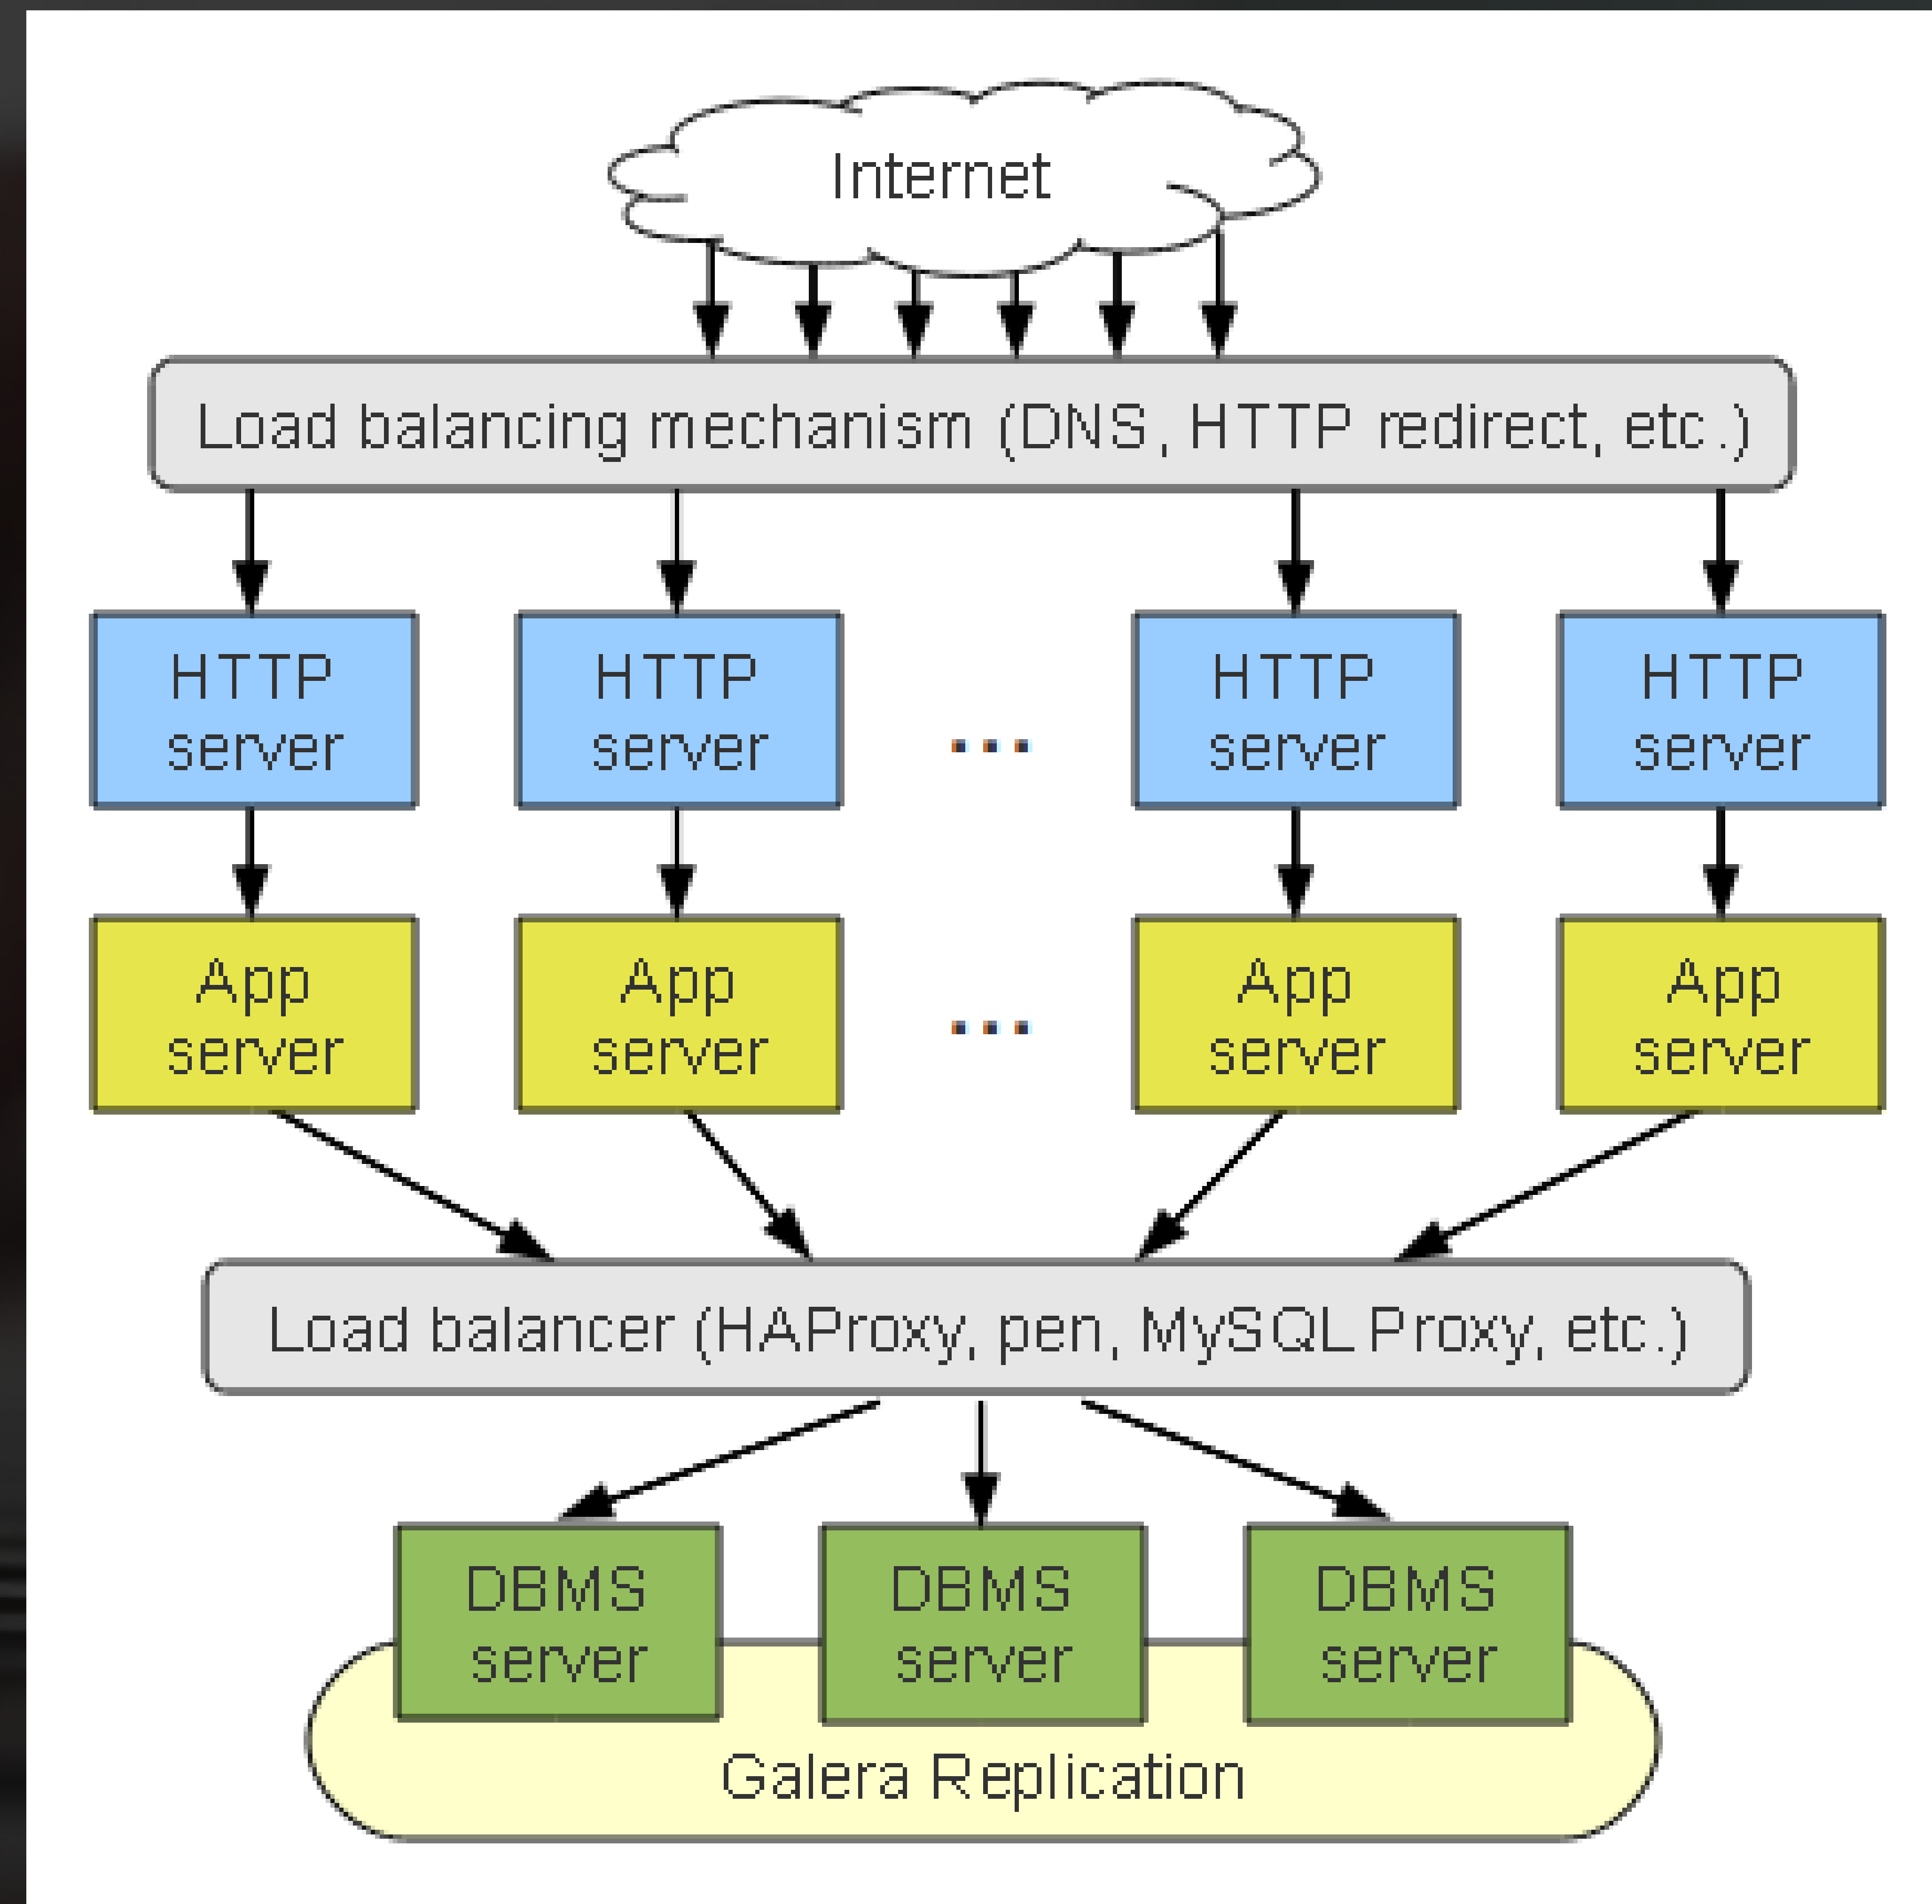 Internet
Load balancing mechanism (DNS, HTTP redirect, etc.)
HTTP
server
HTTP
server
...
HTTP
server
HTTP
server
App
server
App
server
...
App
server
App
server
Load balancer (HAProxy, pen, MySQL Proxy, etc.)
DBMS
server
DBMS
server
DBMS
server
Galera Replication